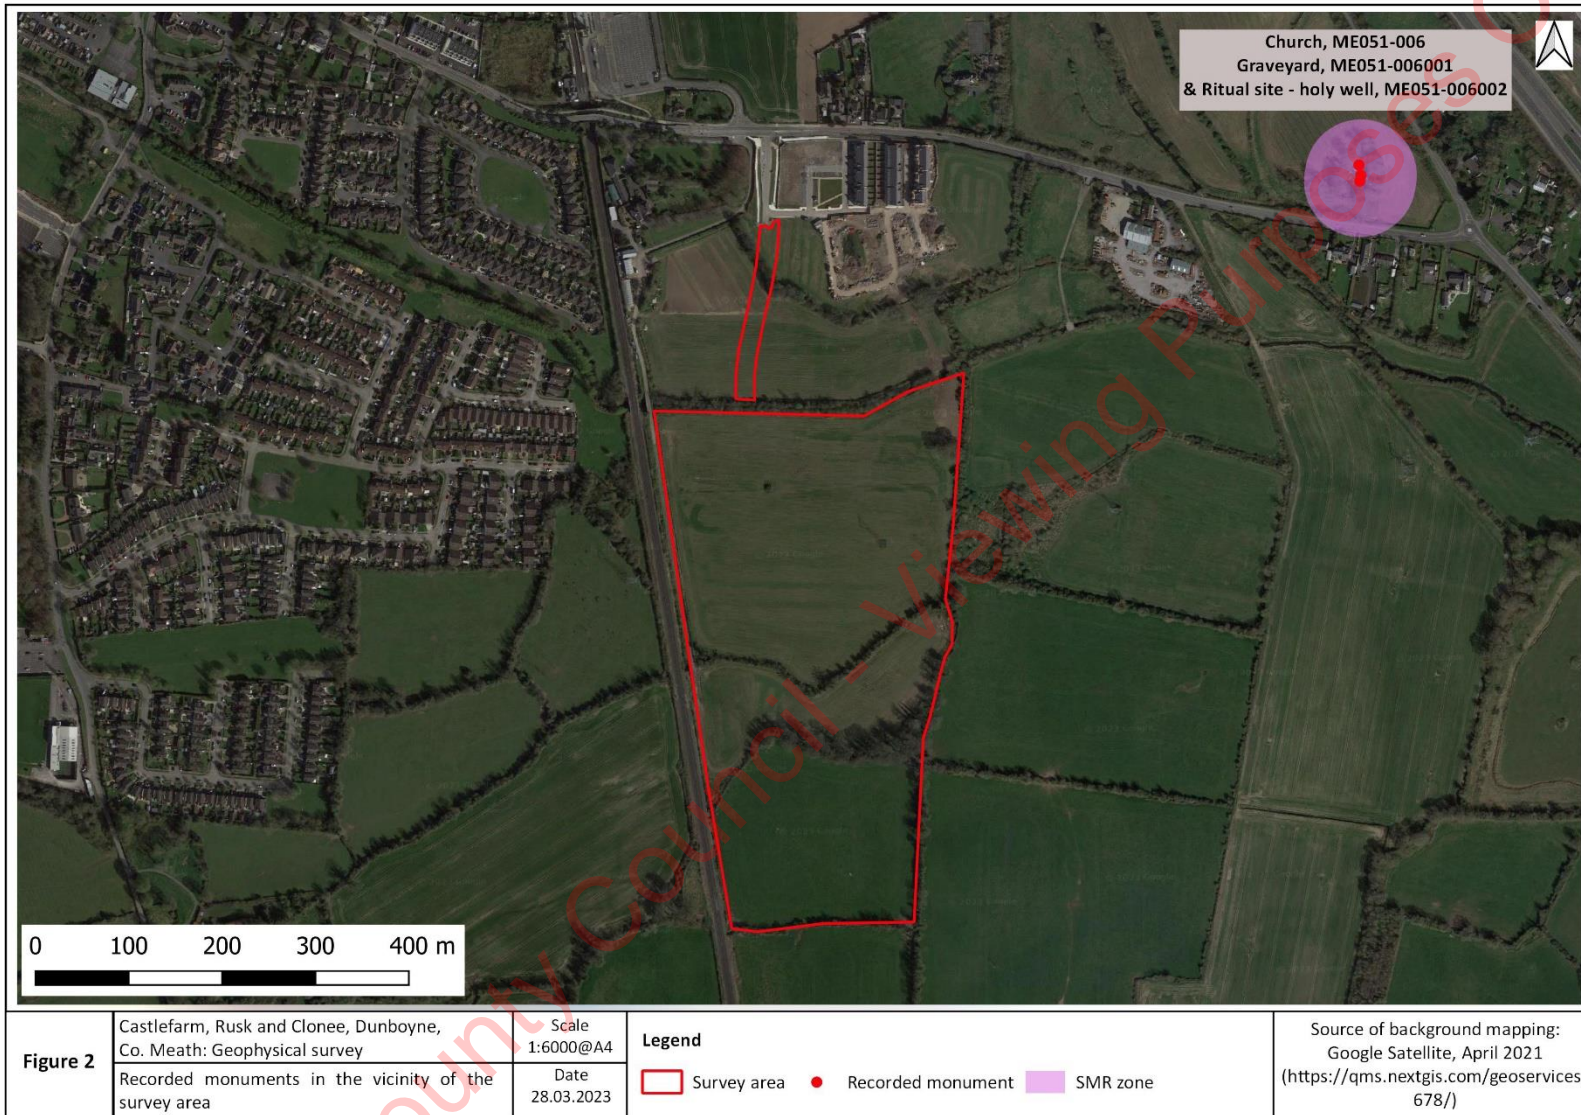 Church, ME051-006
Graveyard, ME051-006001
& Ritual site - holy well, ME051-006002
0 100 200 300 400 m
Figure 2
Castlefarm, Rusk and Clonee, Dunboyne,
Co. Meath: Geophysical survey
Recorded monuments in the vicinity of the
survey area
Scale
1:6000@A4
Date
28.03.2023
Legend
Survey area
Recorded monument
SMR zone
Source of background mapping:
Google Satellite, April 2021
(https://qms.nextgis.com/geoservices
678/)
ounty Council - Viewing Purposes O